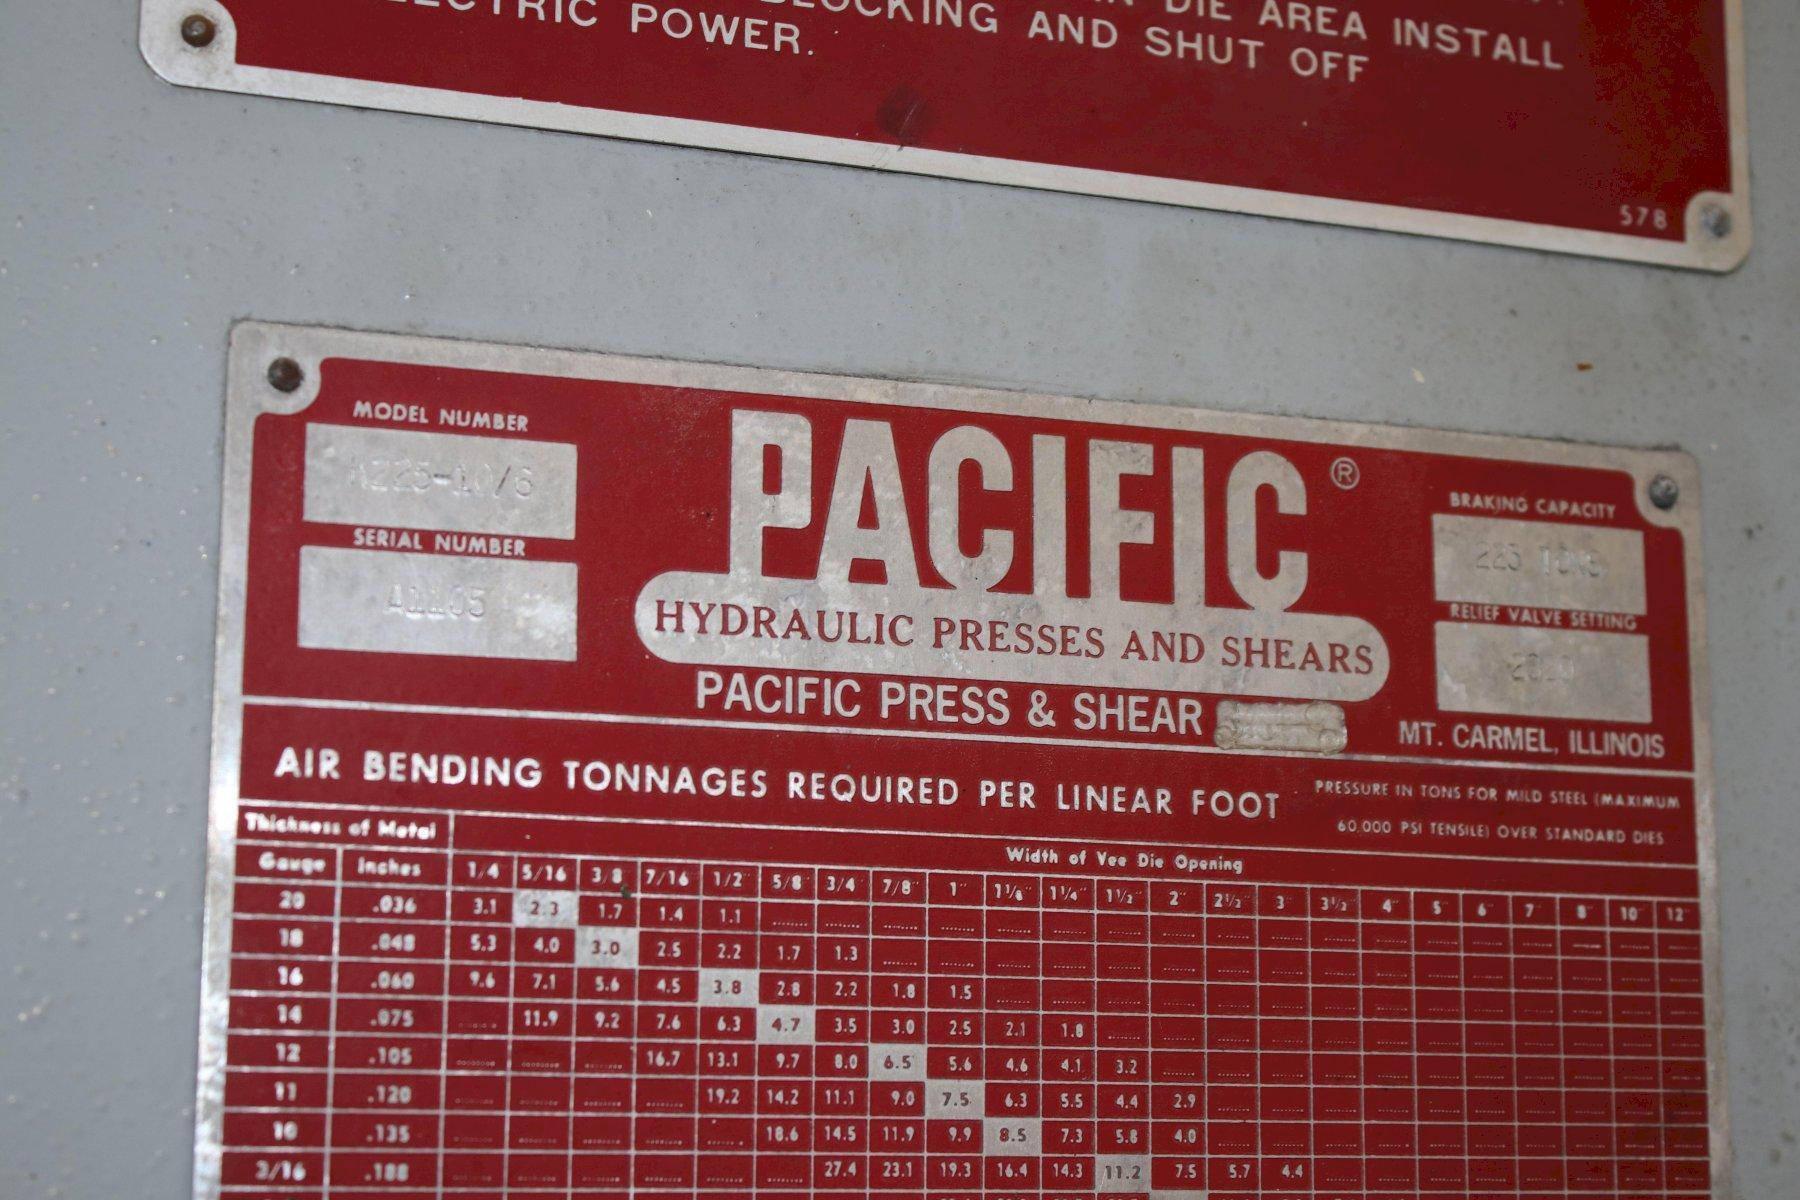 IN DIE AREA INSTALL
BLOCKING AND SHUT OFF
ELECTRIC POWER.
578
MODEL NUMBER
A225-10/6
SERIAL NUMBER
A1105
PACIFIC®
HYDRAULIC PRESSES AND SHEARS
PACIFIC PRESS & SHEAR
BRAKING CAPACITY
225 TONS
RELIEF VALVE SETTING
MT. CARMEL, ILLINOIS
AIR BENDING TONNAGES REQUIRED PER LINEAR FOOT
PRESSURE IN TONS FOR MILD STEEL (MAXIMUM
60,000 PSI TENSILE) OVER STANDARD DIES
Thickness of Metal
Width of Vee Die Opening
Gauge Inches 1/4 5/16 3/8 7/16 1/2" 5/8" 3/4" 7/8" 1" 1 1/8" 1 1/4" 1 1/2" 2" 2 1/2" 3" 3 1/2" 4" 5" 6" 7" 8" 10" 12"
20 .036 3.1 2.3 1.7 1.4 1.1
18 .048 5.3 4.0 3.0 2.5 2.2 1.7 1.3
16 .060 9.6 7.1 5.6 4.5 3.8 2.8 2.2 1.8 1.5
14 .075 11.9 9.2 7.6 6.3 4.7 3.5 3.0 2.5 2.1 1.8
12 .105 16.7 13.1 9.7 8.0 6.5 5.6 4.6 4.1 3.2
11 .120 19.2 14.2 11.1 9.0 7.5 6.3 5.5 4.4 2.9
10 .135 18.6 14.5 11.9 9.9 8.5 7.3 5.8 4.0
3/16 .188 27.4 23.1 19.3 16.4 14.3 11.2 7.5 5.7 4.4